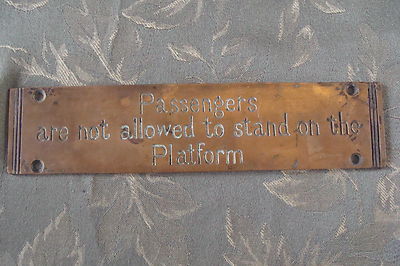 Passengers
are not allowed to stand on the
Platform